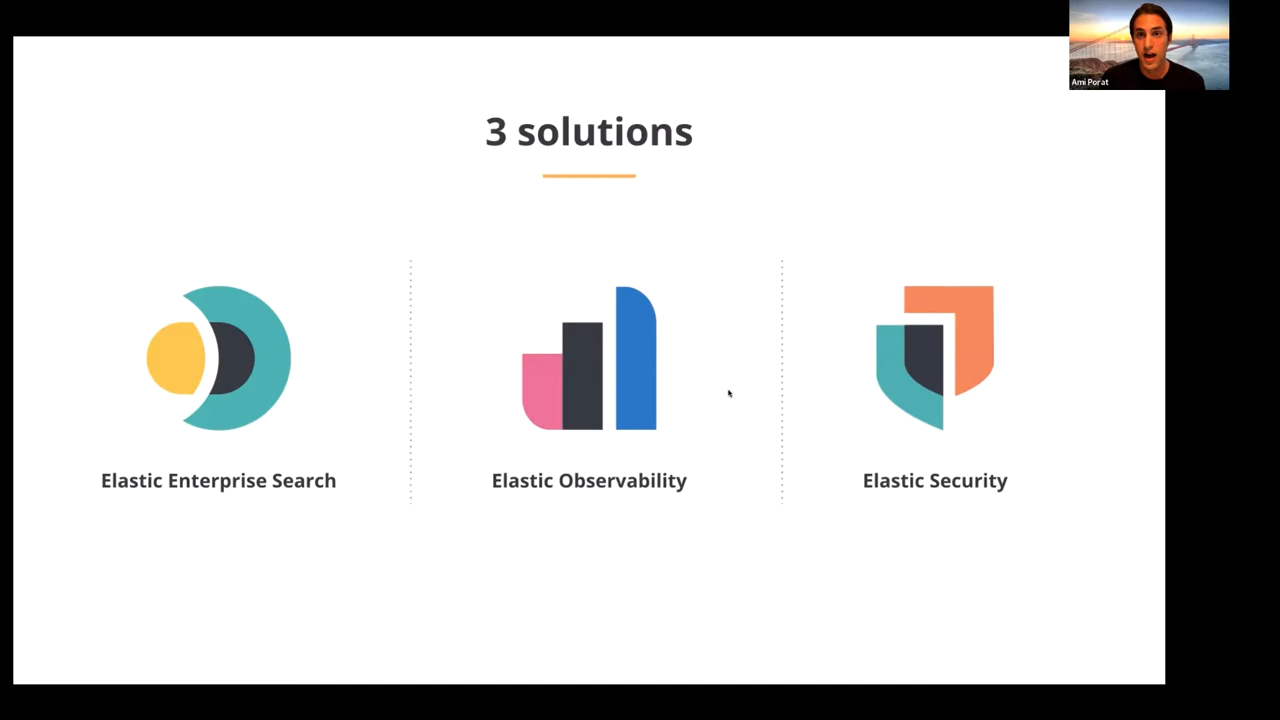 Ami Porat
3 solutions
Elastic Enterprise Search
Elastic Observability
Elastic Security